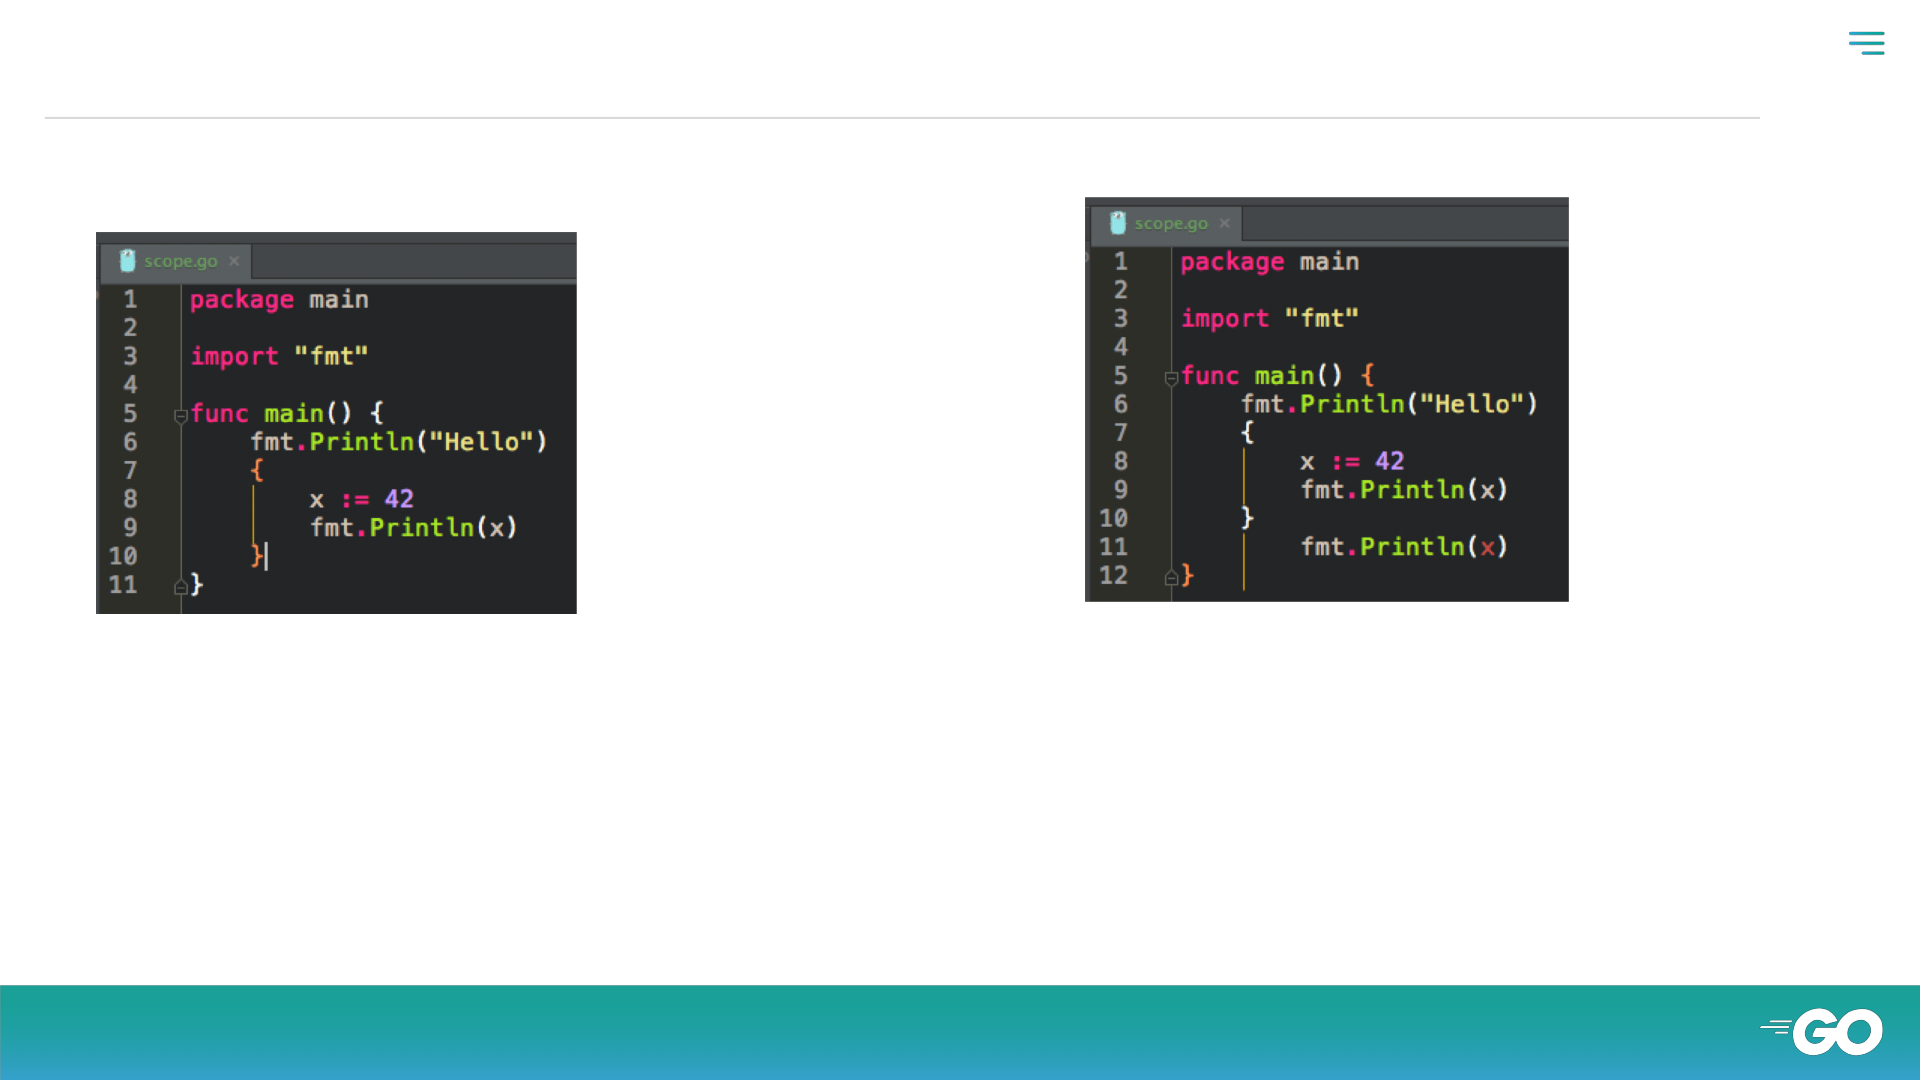 scope.go ×
1 package main
2
3 import "fmt"
4
5 func main() {
6 fmt.Println("Hello")
7 {
8 x := 42
9 fmt.Println(x)
10 }
11 }
scope.go ×
1 package main
2
3 import "fmt"
4
5 func main() {
6 fmt.Println("Hello")
7 {
8 x := 42
9 fmt.Println(x)
10 }
11 fmt.Println(x)
12 }
GO